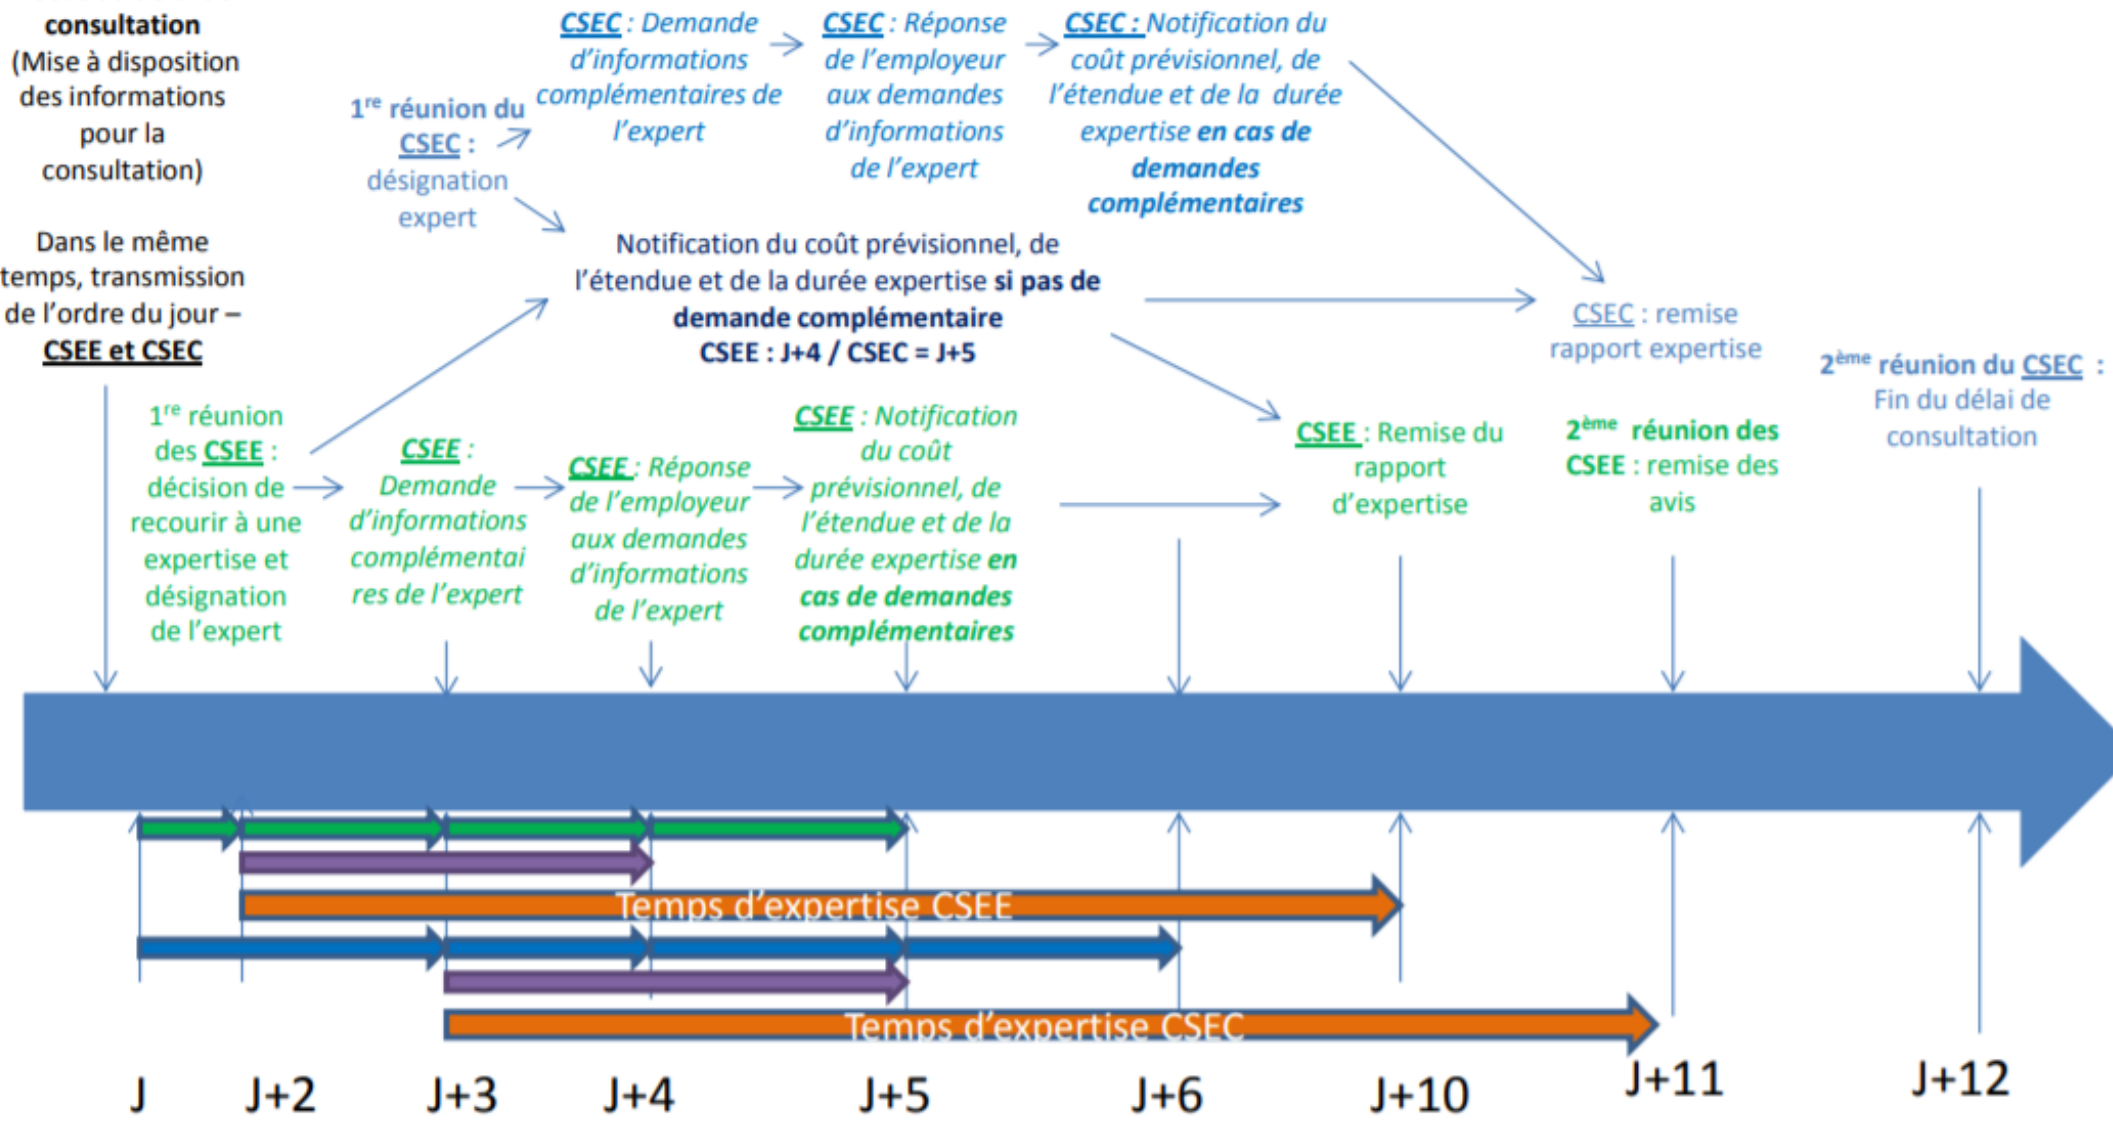 consultation
(Mise à disposition
des informations
pour la
consultation)
Dans le même
temps, transmission
de l'ordre du jour –
CSEE et CSEC
1re réunion du
CSEC :
désignation
expert
CSEC : Demande
d'informations
complémentaires de
l'expert
CSEC : Réponse
de l'employeur
aux demandes
d'informations
de l'expert
CSEC : Notification du
coût prévisionnel, de
l'étendue et de la durée
expertise en cas de
demandes
complémentaires
Notification du coût prévisionnel, de
l'étendue et de la durée expertise si pas de
demande complémentaire
CSEE : J+4 / CSEC = J+5
CSEC : remise
rapport expertise
2ème réunion du CSEC :
Fin du délai de
consultation
1re réunion
des CSEE :
décision de
recourir à une
expertise et
désignation
de l'expert
CSEE :
Demande
d'informations
complémentai
res de l'expert
CSEE : Réponse
de l'employeur
aux demandes
d'informations
de l'expert
CSEE : Notification
du coût
prévisionnel, de
l'étendue et de la
durée expertise en
cas de demandes
complémentaires
CSEE : Remise du
rapport
d'expertise
2ème réunion des
CSEE : remise des
avis
Temps d'expertise CSEE
Temps d'expertise CSEC
J J+2 J+3 J+4 J+5 J+6 J+10 J+11 J+12